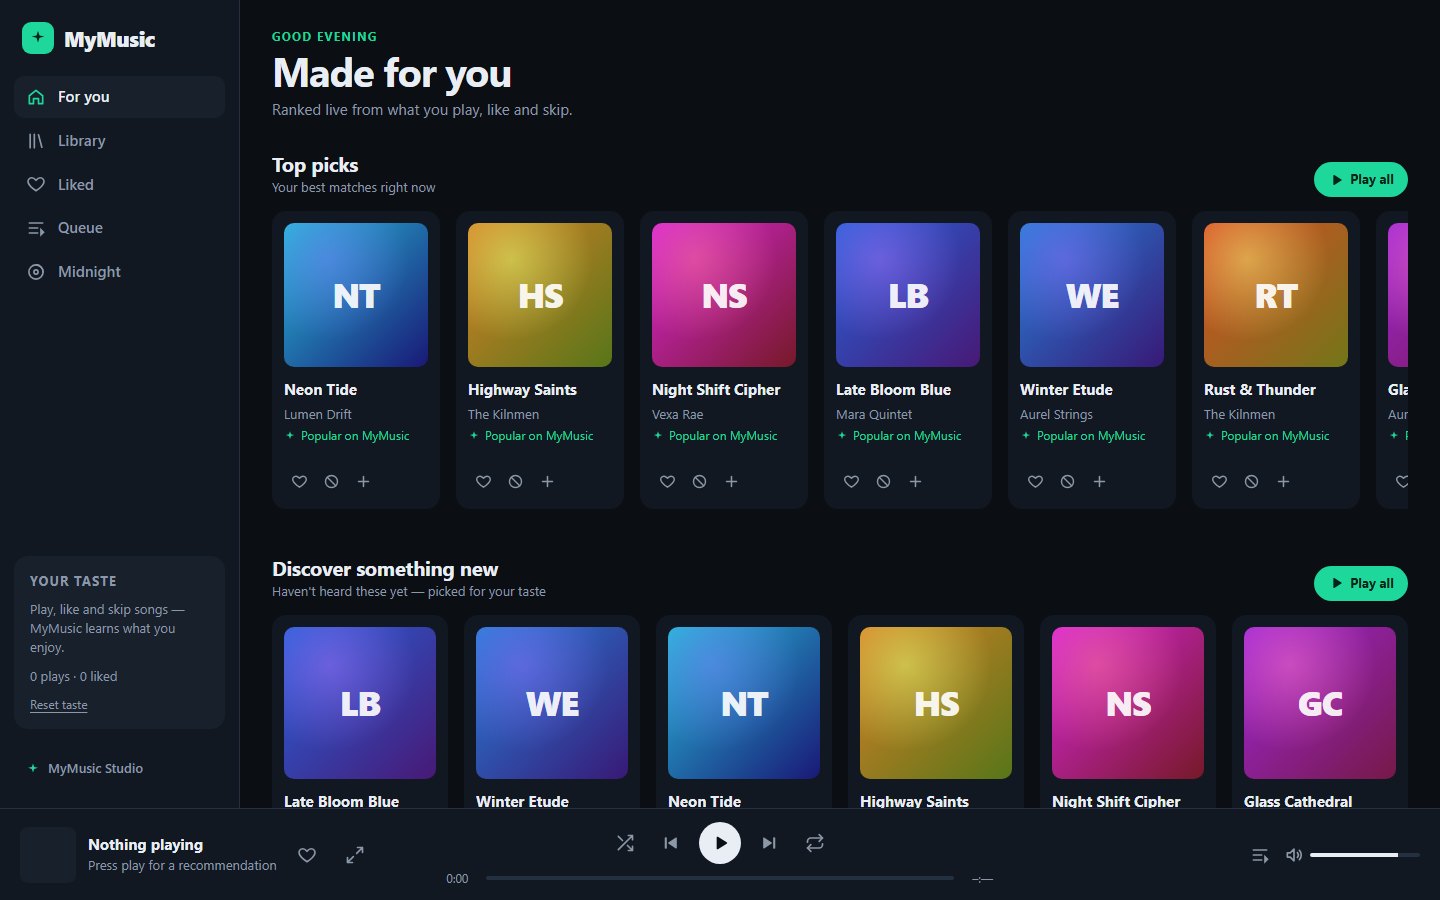 MyMusic
For you
Library
Liked
Queue
Midnight
YOUR TASTE
Play, like and skip songs —
MyMusic learns what you
enjoy.
0 plays · 0 liked
Reset taste
MyMusic Studio
GOOD EVENING
Made for you
Ranked live from what you play, like and skip.
Top picks
Your best matches right now
Play all
NT HS NS LB WE RT
Neon Tide Highway Saints Night Shift Cipher Late Bloom Blue Winter Etude Rust & Thunder Gla
Lumen Drift The Kilnmen Vexa Rae Mara Quintet Aurel Strings The Kilnmen Aur
Popular on MyMusic Popular on MyMusic Popular on MyMusic Popular on MyMusic Popular on MyMusic Popular on MyMusic
Discover something new
Haven't heard these yet — picked for your taste
Play all
LB WE NT HS NS GC
Late Bloom Blue Winter Etude Neon Tide Highway Saints Night Shift Cipher Glass Cathedral
Nothing playing
Press play for a recommendation
0:00
–:––